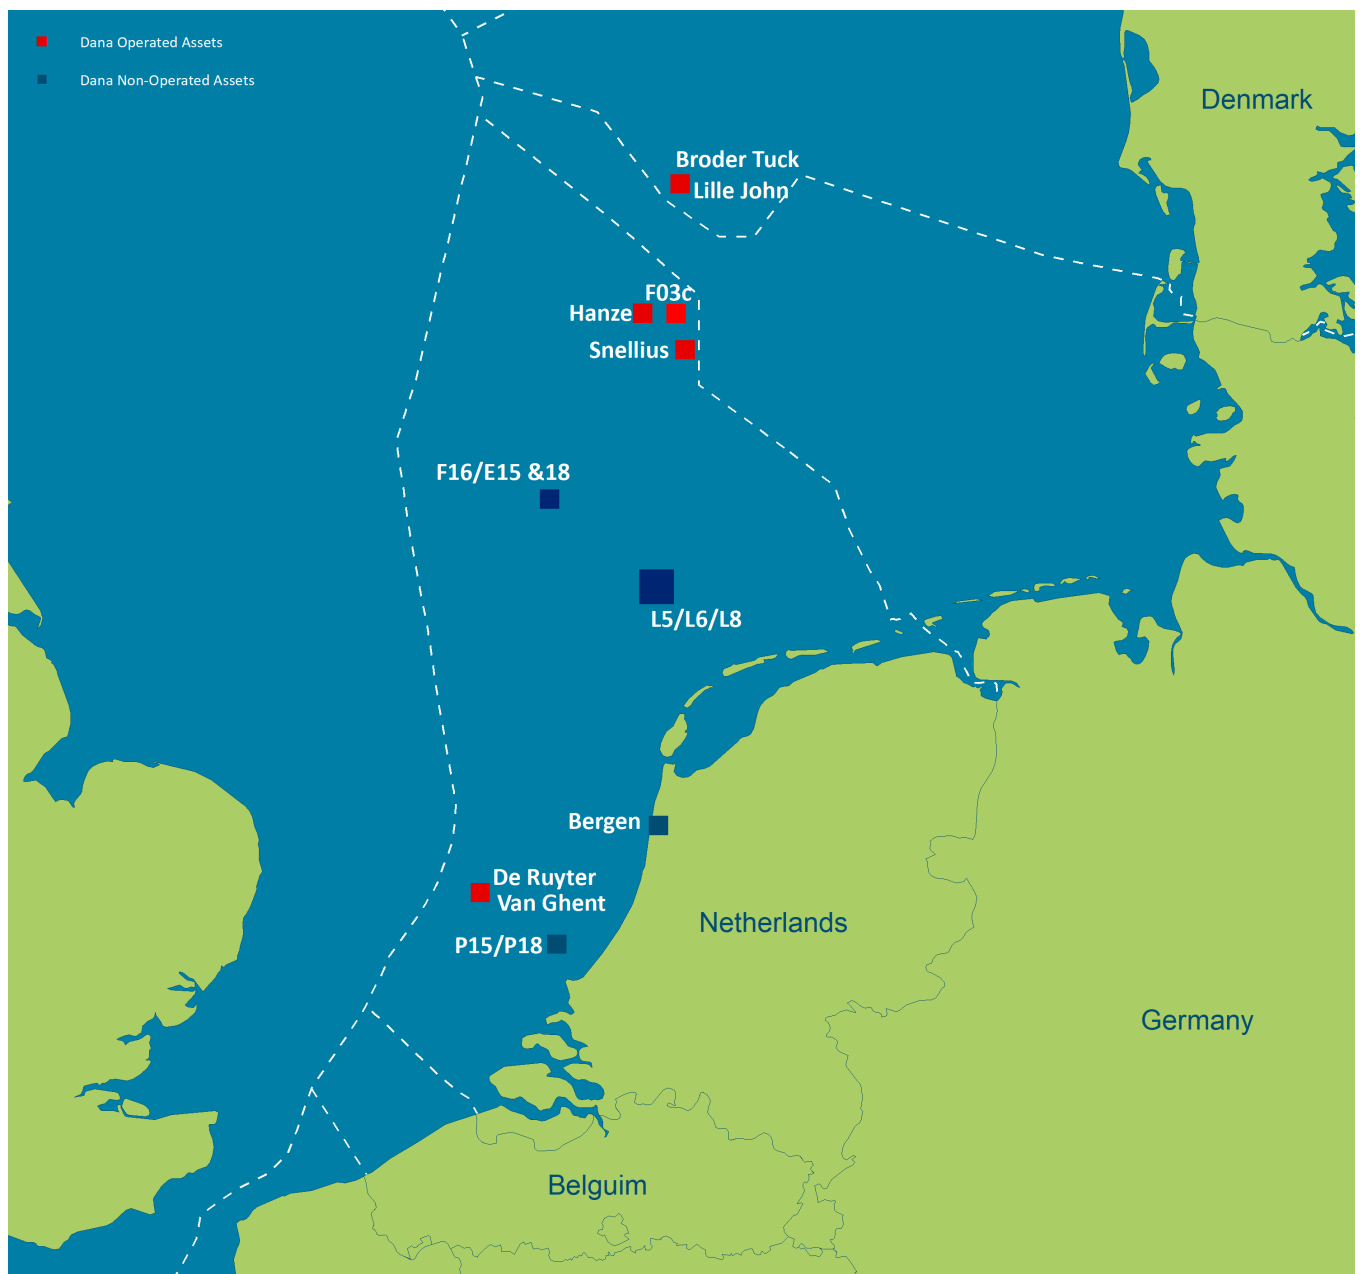 Dana Operated Assets
Dana Non-Operated Assets
Denmark
Broder Tuck
Lille John
F03c
Hanze
Snellius
F16/E15 &18
L5/L6/L8
Bergen
De Ruyter
Van Ghent
Netherlands
P15/P18
Germany
Belguim